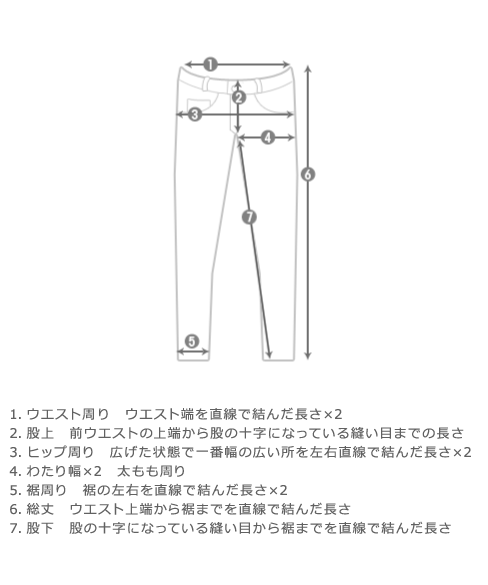 1
2
3
4
6
7
5
1. ウエスト周り　ウエスト端を直線で結んだ長さ×2
2. 股上　前ウエストの上端から股の十字になっている縫い目までの長さ
3. ヒップ周り　広げた状態で一番幅の広い所を左右直線で結んだ長さ×2
4. わたり幅×2　太もも周り
5. 裾周り　裾の左右を直線で結んだ長さ×2
6. 総丈　ウエスト上端から裾までを直線で結んだ長さ
7. 股下　股の十字になっている縫い目から裾までを直線で結んだ長さ